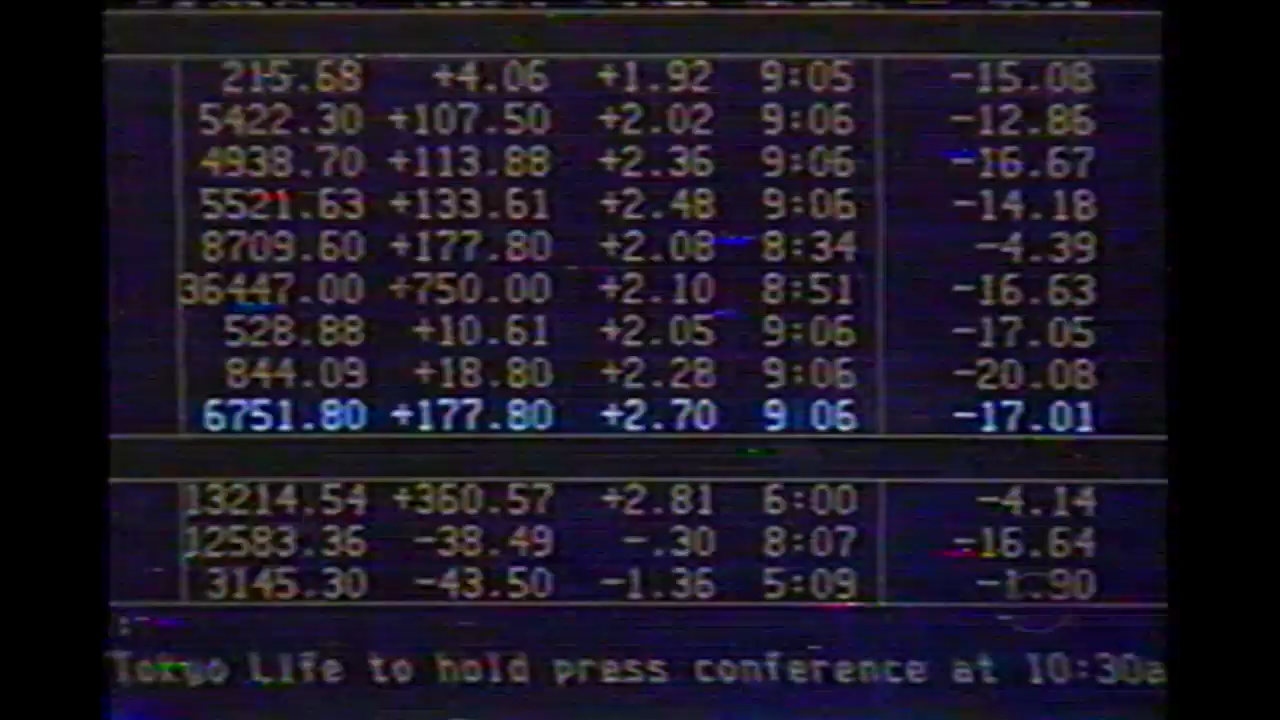 215.68 +4.06 +1.92 9:05 -15.08
5422.30 +107.50 +2.02 9:06 -12.86
4938.70 +113.88 +2.36 9:06 -16.67
5521.63 +133.61 +2.48 9:06 -14.18
8709.60 +177.80 +2.08 8:34 -4.39
36447.00 +750.00 +2.10 8:51 -16.63
528.88 +10.61 +2.05 9:06 -17.05
844.09 +18.80 +2.28 9:06 -20.08
6751.80 +177.80 +2.70 9 06 -17.01
13214.54 +360.57 +2.81 6:00 -4.14
12583.36 -38.49 -.30 8:07 -16.64
3145.30 -43.50 -1.36 5:09 -1.90
Tokyo Life to hold press conference at 10:30a